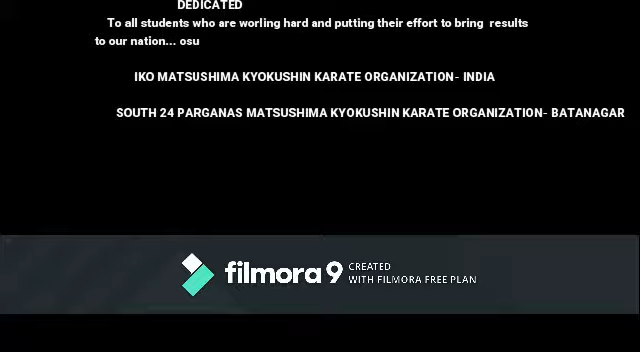 DEDICATED
To all students who are worling hard and putting their effort to bring results
to our nation... osu
IKO MATSUSHIMA KYOKUSHIN KARATE ORGANIZATION- INDIA
SOUTH 24 PARGANAS MATSUSHIMA KYOKUSHIN KARATE ORGANIZATION- BATANAGAR
filmora 9 CREATED
WITH FILMORA FREE PLAN